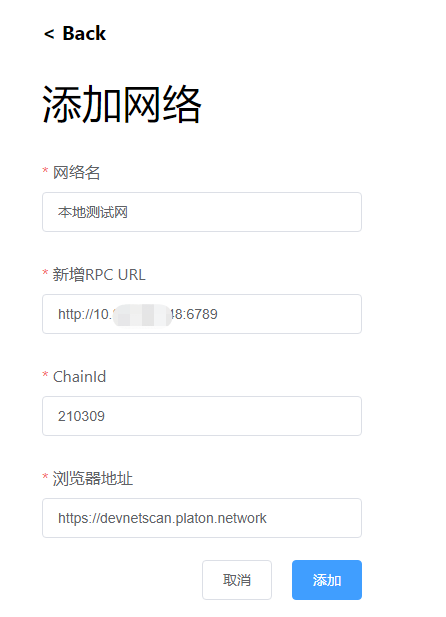 < Back
添加网络
* 网络名
本地测试网
* 新增RPC URL
http://10. 48:6789
* ChainId
210309
* 浏览器地址
https://devnetscan.platon.network
取消 添加